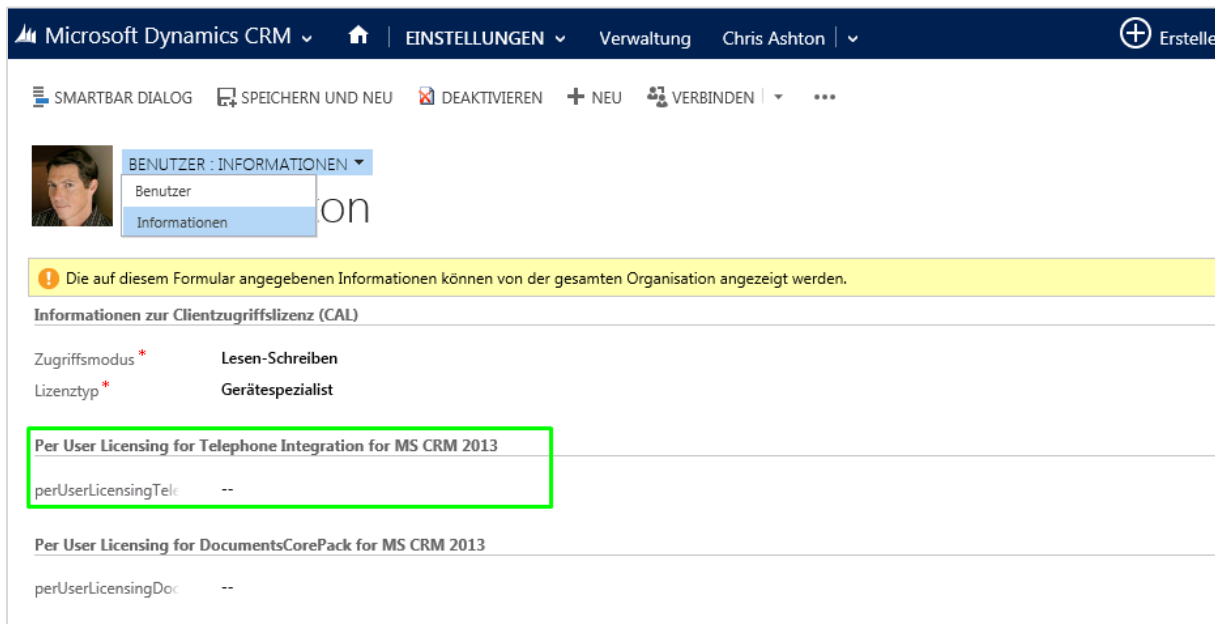 Microsoft Dynamics CRM EINSTELLUNGEN Verwaltung Chris Ashton Erstelle
SMARTBAR DIALOG SPEICHERN UND NEU DEAKTIVIEREN NEU VERBINDEN
BENUTZER : INFORMATIONEN
Benutzer
Informationen
ton
Die auf diesem Formular angegebenen Informationen können von der gesamten Organisation angezeigt werden.
Informationen zur Clientzugriffslizenz (CAL)
Zugriffsmodus * Lesen-Schreiben
Lizenztyp * Gerätespezialist
Per User Licensing for Telephone Integration for MS CRM 2013
perUserLicensingTele --
Per User Licensing for DocumentsCorePack for MS CRM 2013
perUserLicensingDoc --